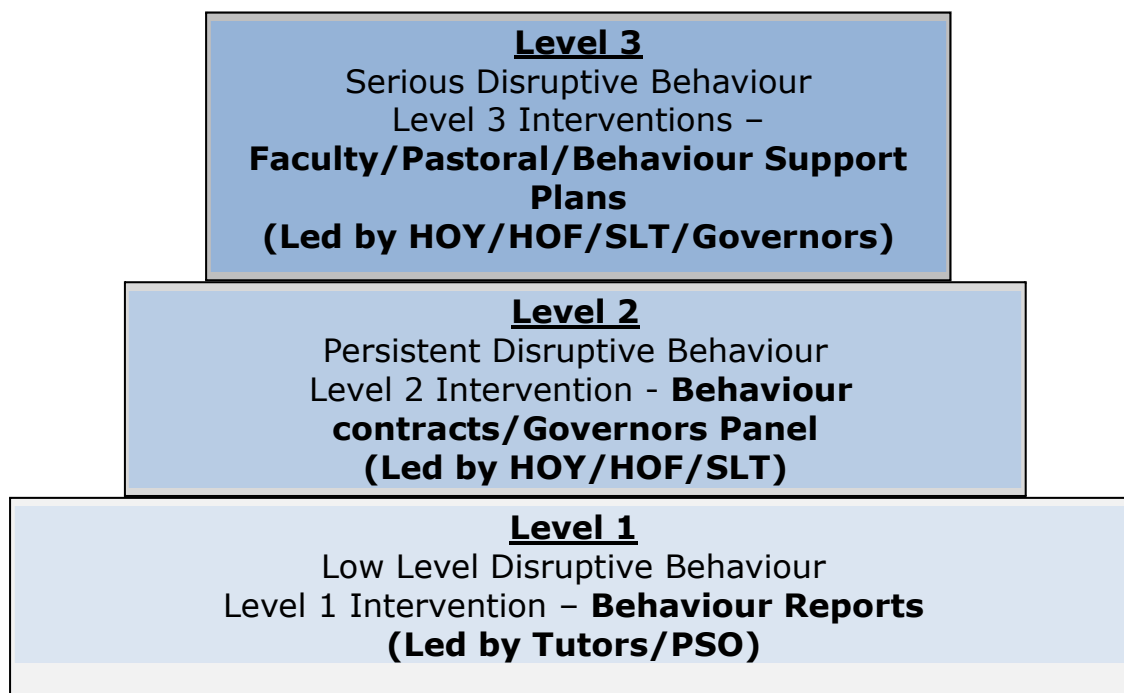 Level 3
Serious Disruptive Behaviour
Level 3 Interventions –
Faculty/Pastoral/Behaviour Support
Plans
(Led by HOY/HOF/SLT/Governors)
Level 2
Persistent Disruptive Behaviour
Level 2 Intervention - Behaviour
contracts/Governors Panel
(Led by HOY/HOF/SLT)
Level 1
Low Level Disruptive Behaviour
Level 1 Intervention – Behaviour Reports
(Led by Tutors/PSO)